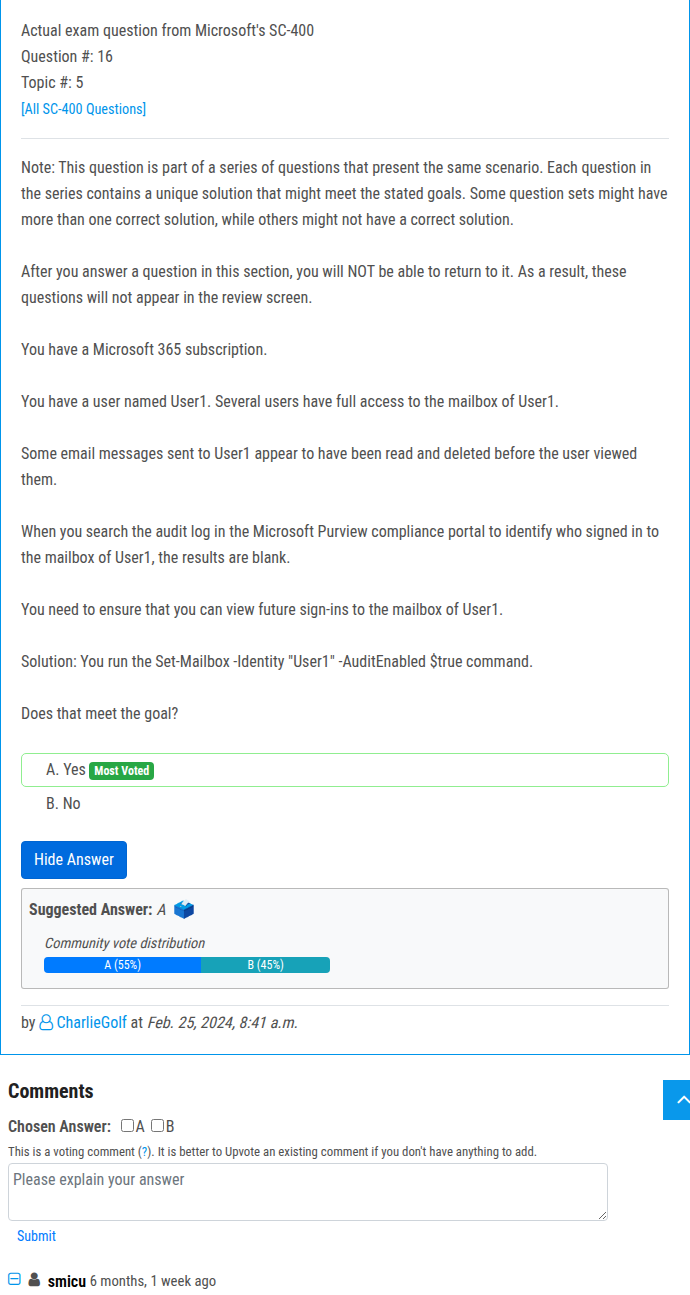 Actual exam question from Microsoft's SC-400
Question #: 16
Topic #: 5
[All SC-400 Questions]
Note: This question is part of a series of questions that present the same scenario. Each question in
the series contains a unique solution that might meet the stated goals. Some question sets might have
more than one correct solution, while others might not have a correct solution.
After you answer a question in this section, you will NOT be able to return to it. As a result, these
questions will not appear in the review screen.
You have a Microsoft 365 subscription.
You have a user named User1. Several users have full access to the mailbox of User1.
Some email messages sent to User1 appear to have been read and deleted before the user viewed
them.
When you search the audit log in the Microsoft Purview compliance portal to identify who signed in to
the mailbox of User1, the results are blank.
You need to ensure that you can view future sign-ins to the mailbox of User1.
Solution: You run the Set-Mailbox -Identity "User1" -AuditEnabled $true command.
Does that meet the goal?
A. Yes Most Voted
B. No
Hide Answer
Suggested Answer: A
Community vote distribution
A (55%) B (45%)
by CharlieGolf at Feb. 25, 2024, 8:41 a.m.
Comments
Chosen Answer: A B
This is a voting comment (?). It is better to Upvote an existing comment if you don't have anything to add.
Please explain your answer
Submit
smicu 6 months, 1 week ago